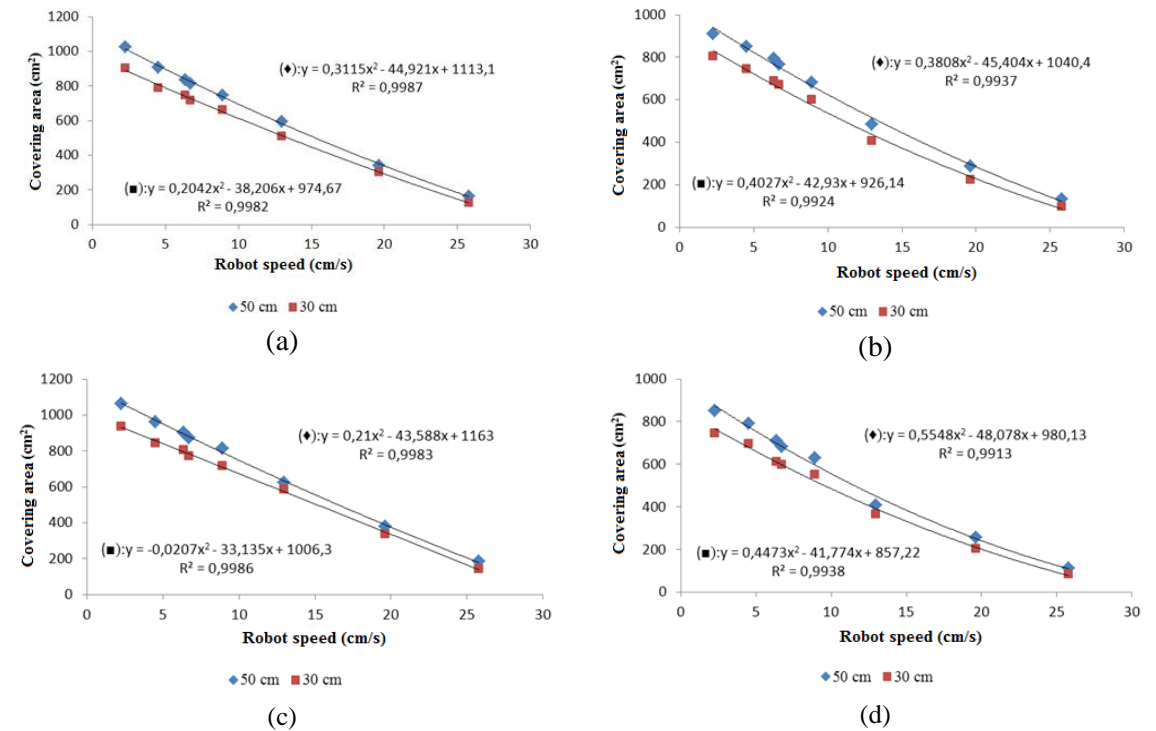 1200
1000
800
600
400
200
0
Covering area (cm²)
(♦):y = 0,3115x² - 44,921x + 1113,1
R² = 0,9987
(■):y = 0,2042x² - 38,206x + 974,67
R² = 0,9982
0 5 10 15 20 25 30
Robot speed (cm/s)
50 cm 30 cm
(a)
1000
800
600
400
200
0
Covering area (cm²)
(♦):y = 0,3808x² - 45,404x + 1040,4
R² = 0,9937
(■):y = 0,4027x² - 42,93x + 926,14
R² = 0,9924
0 5 10 15 20 25 30
Robot speed (cm/s)
50 cm 30 cm
(b)
1200
1000
800
600
400
200
0
Covering area (cm²)
(♦):y = 0,21x² - 43,588x + 1163
R² = 0,9983
(■):y = -0,0207x² - 33,135x + 1006,3
R² = 0,9986
0 5 10 15 20 25 30
Robot speed (cm/s)
50 cm 30 cm
(c)
1000
800
600
400
200
0
Covering area (cm²)
(♦):y = 0,5548x² - 48,078x + 980,13
R² = 0,9913
(■):y = 0,4473x² - 41,774x + 857,22
R² = 0,9938
0 5 10 15 20 25 30
Robot speed (cm/s)
50 cm 30 cm
(d)